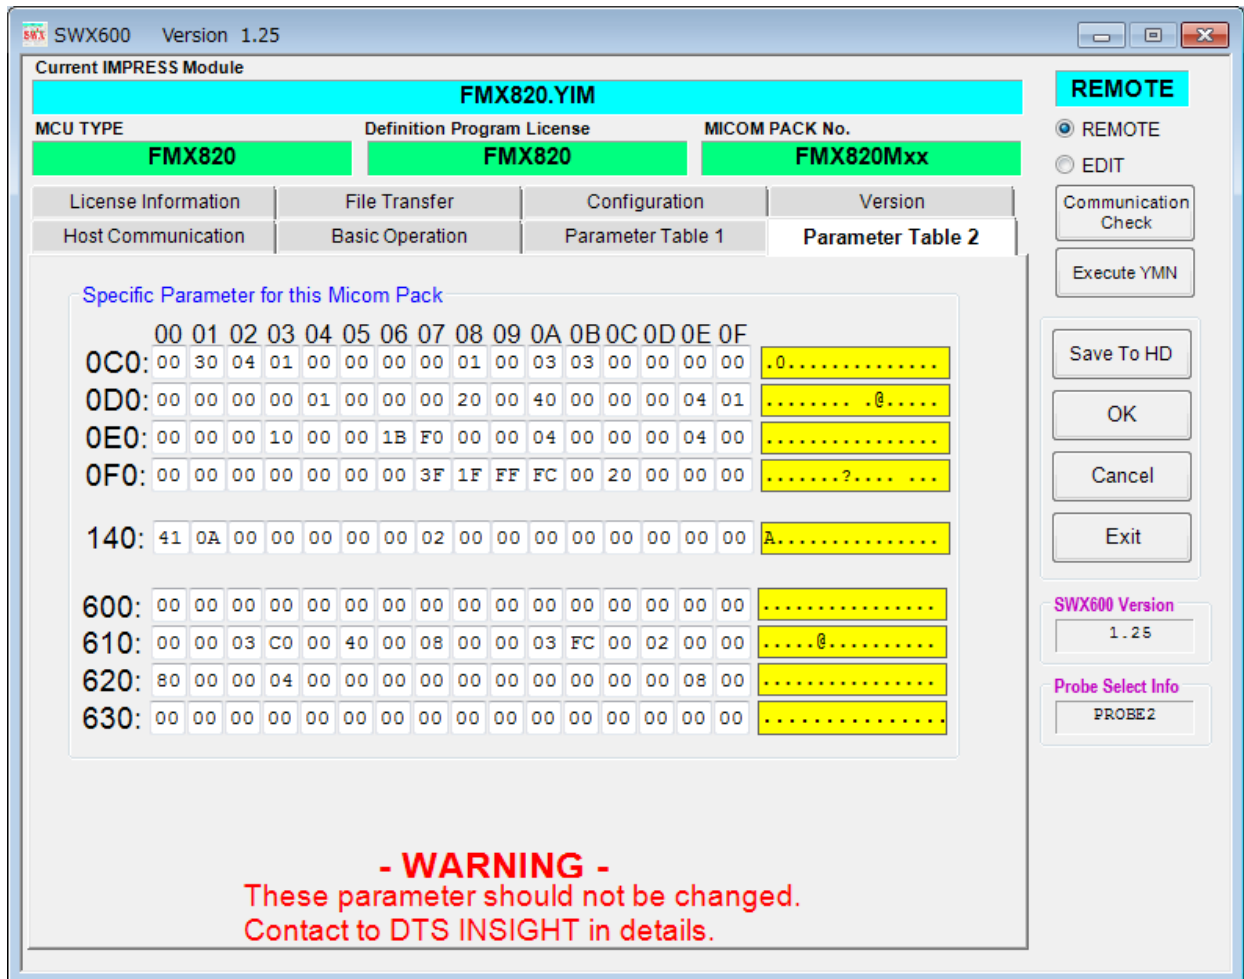 SWX600 Version 1.25
Current IMPRESS Module
FMX820.YIM
MCU TYPE Definition Program License MICOM PACK No.
FMX820 FMX820 FMX820Mxx
License Information File Transfer Configuration Version
Host Communication Basic Operation Parameter Table 1 Parameter Table 2
Specific Parameter for this Micom Pack
00 01 02 03 04 05 06 07 08 09 0A 0B 0C 0D 0E 0F
0C0: 00 30 04 01 00 00 00 00 01 00 03 03 00 00 00 00 .0..............
0D0: 00 00 00 00 01 00 00 00 20 00 40 00 00 00 04 01 ........ .@.....
0E0: 00 00 00 10 00 00 1B F0 00 00 04 00 00 00 04 00 ................
0F0: 00 00 00 00 00 00 00 3F 1F FF FC 00 20 00 00 00 .......?.... ...
140: 41 0A 00 00 00 00 00 02 00 00 00 00 00 00 00 00 A...............
600: 00 00 00 00 00 00 00 00 00 00 00 00 00 00 00 00 ................
610: 00 00 03 C0 00 40 00 08 00 00 03 FC 00 02 00 00 .....@..........
620: 80 00 00 04 00 00 00 00 00 00 00 00 00 00 08 00 ................
630: 00 00 00 00 00 00 00 00 00 00 00 00 00 00 00 00 ................
- WARNING -
These parameter should not be changed.
Contact to DTS INSIGHT in details.
REMOTE
REMOTE
EDIT
Communication
Check
Execute YMN
Save To HD
OK
Cancel
Exit
SWX600 Version
1.25
Probe Select Info
PROBE2